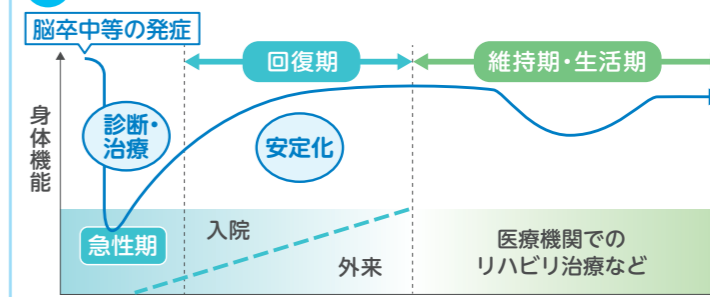 脳卒中等の発症
回復期
維持期・生活期
身体機能
診断・
治療
安定化
急性期
入院
外来
医療機関での
リハビリ治療など